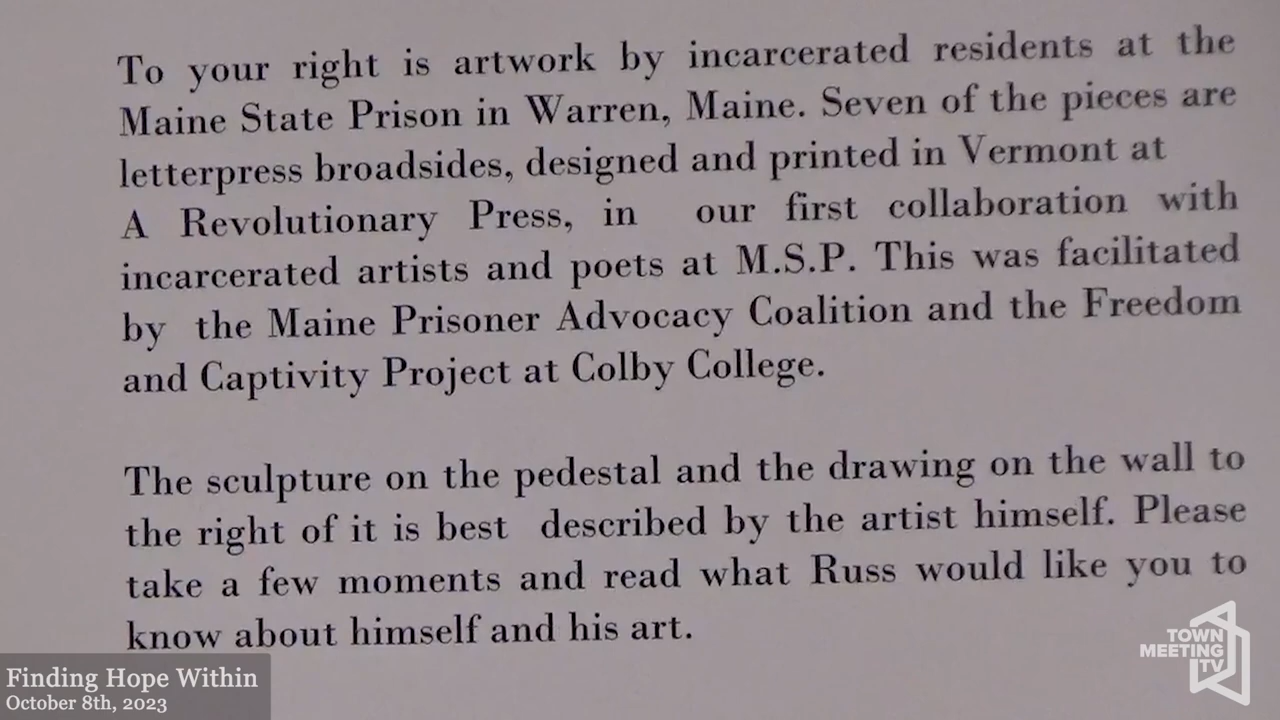 To your right is artwork by incarcerated residents at the
Maine State Prison in Warren, Maine. Seven of the pieces are
letterpress broadsides, designed and printed in Vermont at
A Revolutionary Press, in our first collaboration with
incarcerated artists and poets at M.S.P. This was facilitated
by the Maine Prisoner Advocacy Coalition and the Freedom
and Captivity Project at Colby College.
The sculpture on the pedestal and the drawing on the wall to
the right of it is best described by the artist himself. Please
take a few moments and read what Russ would like you to
know about himself and his art.
TOWN
MEETING
TV
Finding Hope Within
October 8th, 2023